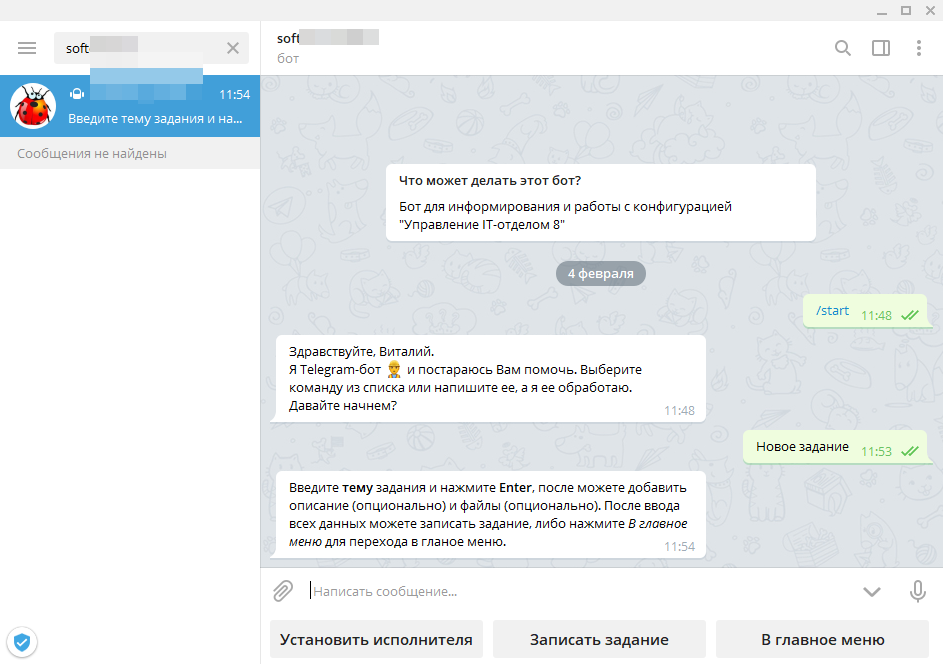 soft
11:54
Введите тему задания и на...
Сообщения не найдены
soft
бот
Что может делать этот бот?
Бот для информирования и работы с конфигурацией
"Управление IT-отделом 8"
4 февраля
/start 11:48
Здравствуйте, Виталий.
Я Telegram-бот 👷 и постараюсь Вам помочь. Выберите
команду из списка или напишите ее, а я ее обработаю.
Давайте начнем?
11:48
Новое задание 11:53
Введите тему задания и нажмите Enter, после можете добавить
описание (опционально) и файлы (опционально). После ввода
всех данных можете записать задание, либо нажмите В главное
меню для перехода в гланое меню.
11:54
Написать сообщение...
Установить исполнителя
Записать задание
В главное меню